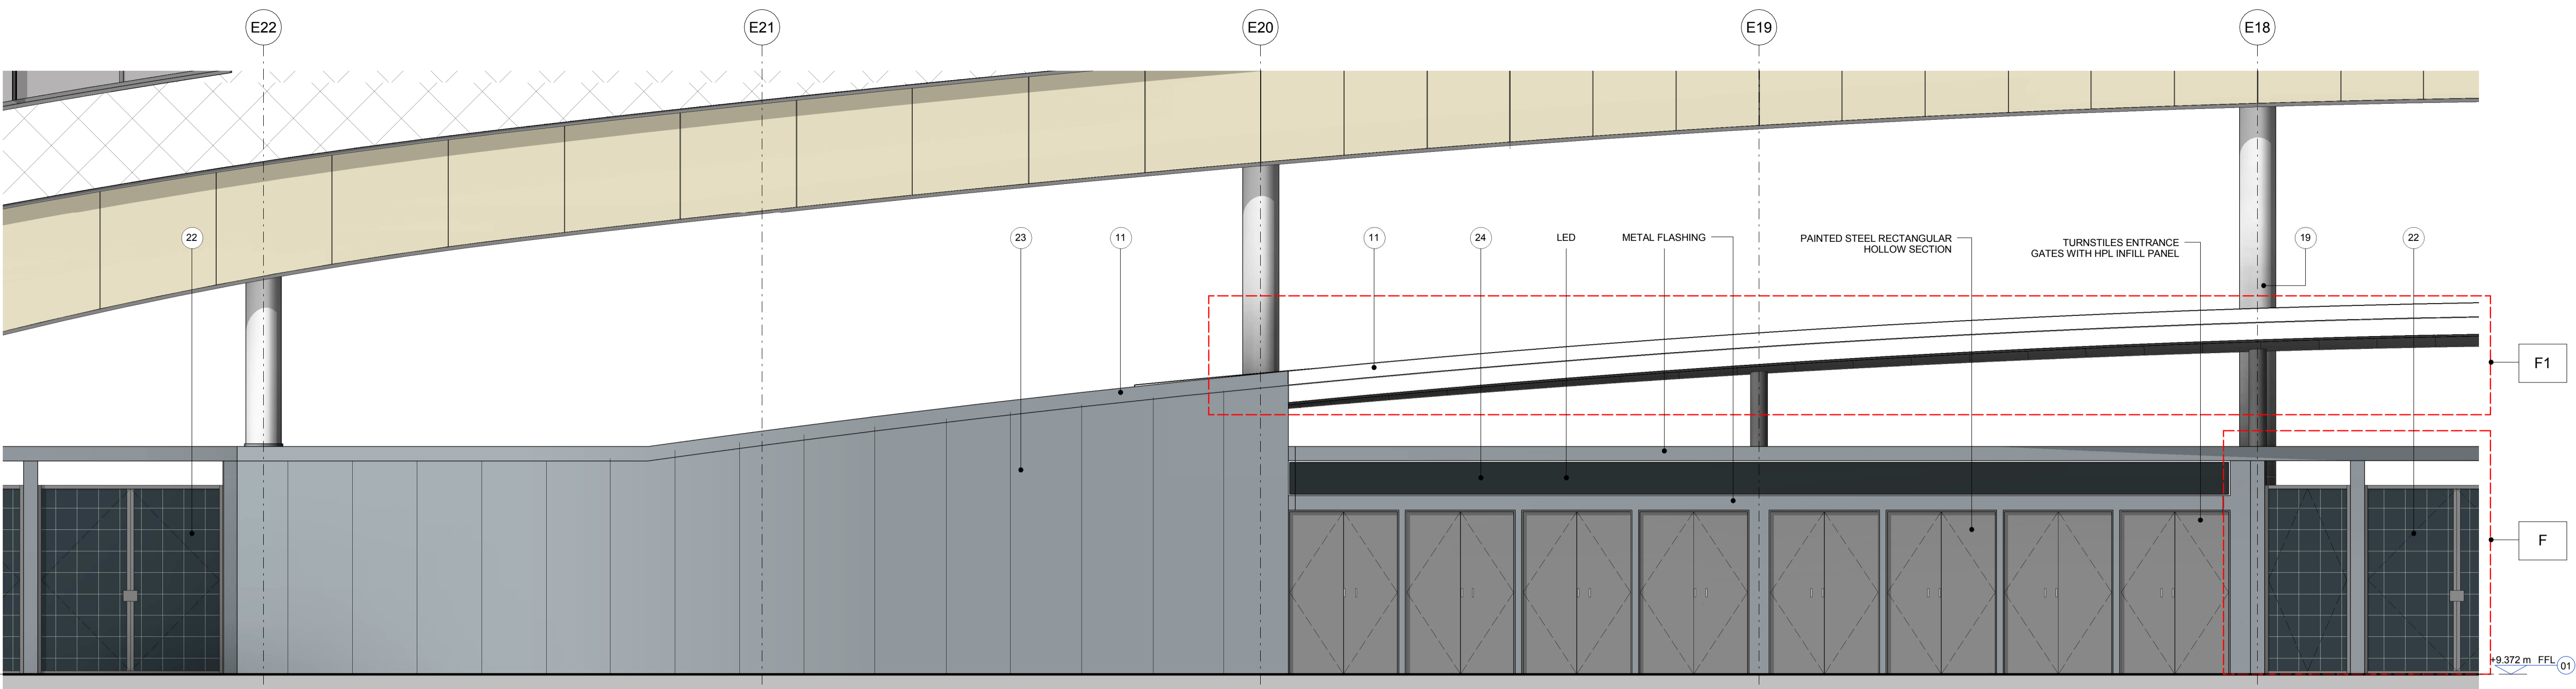 E22
E21
E20
E19
E18
22
23
11
11
24
LED
METAL FLASHING
PAINTED STEEL RECTANGULAR
HOLLOW SECTION
TURNSTILES ENTRANCE
GATES WITH HPL INFILL PANEL
19
22
F1
F
+9.372 m FFL
01